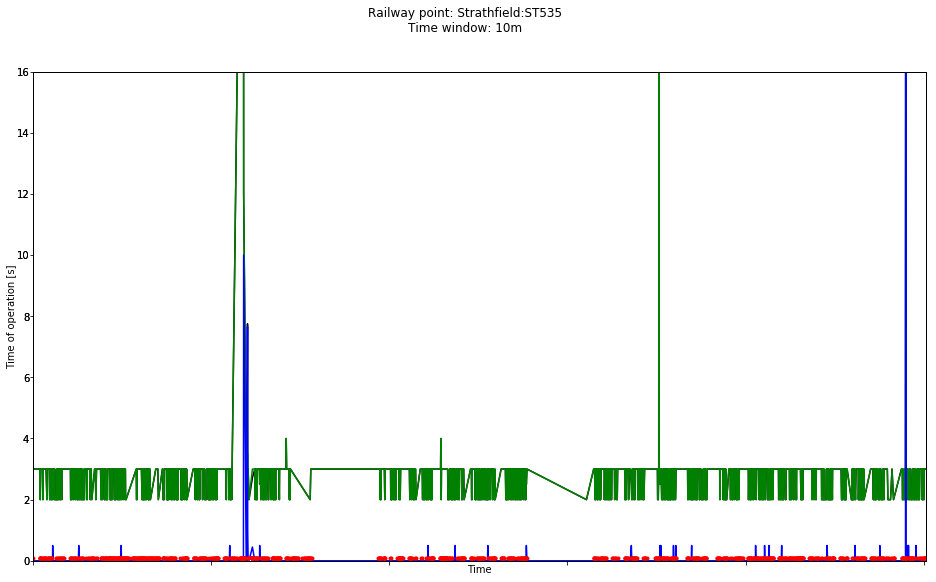 Railway point: Strathfield:ST535
Time window: 10m
16
14
12
10
8
6
4
2
0
Time of operation [s]
Time